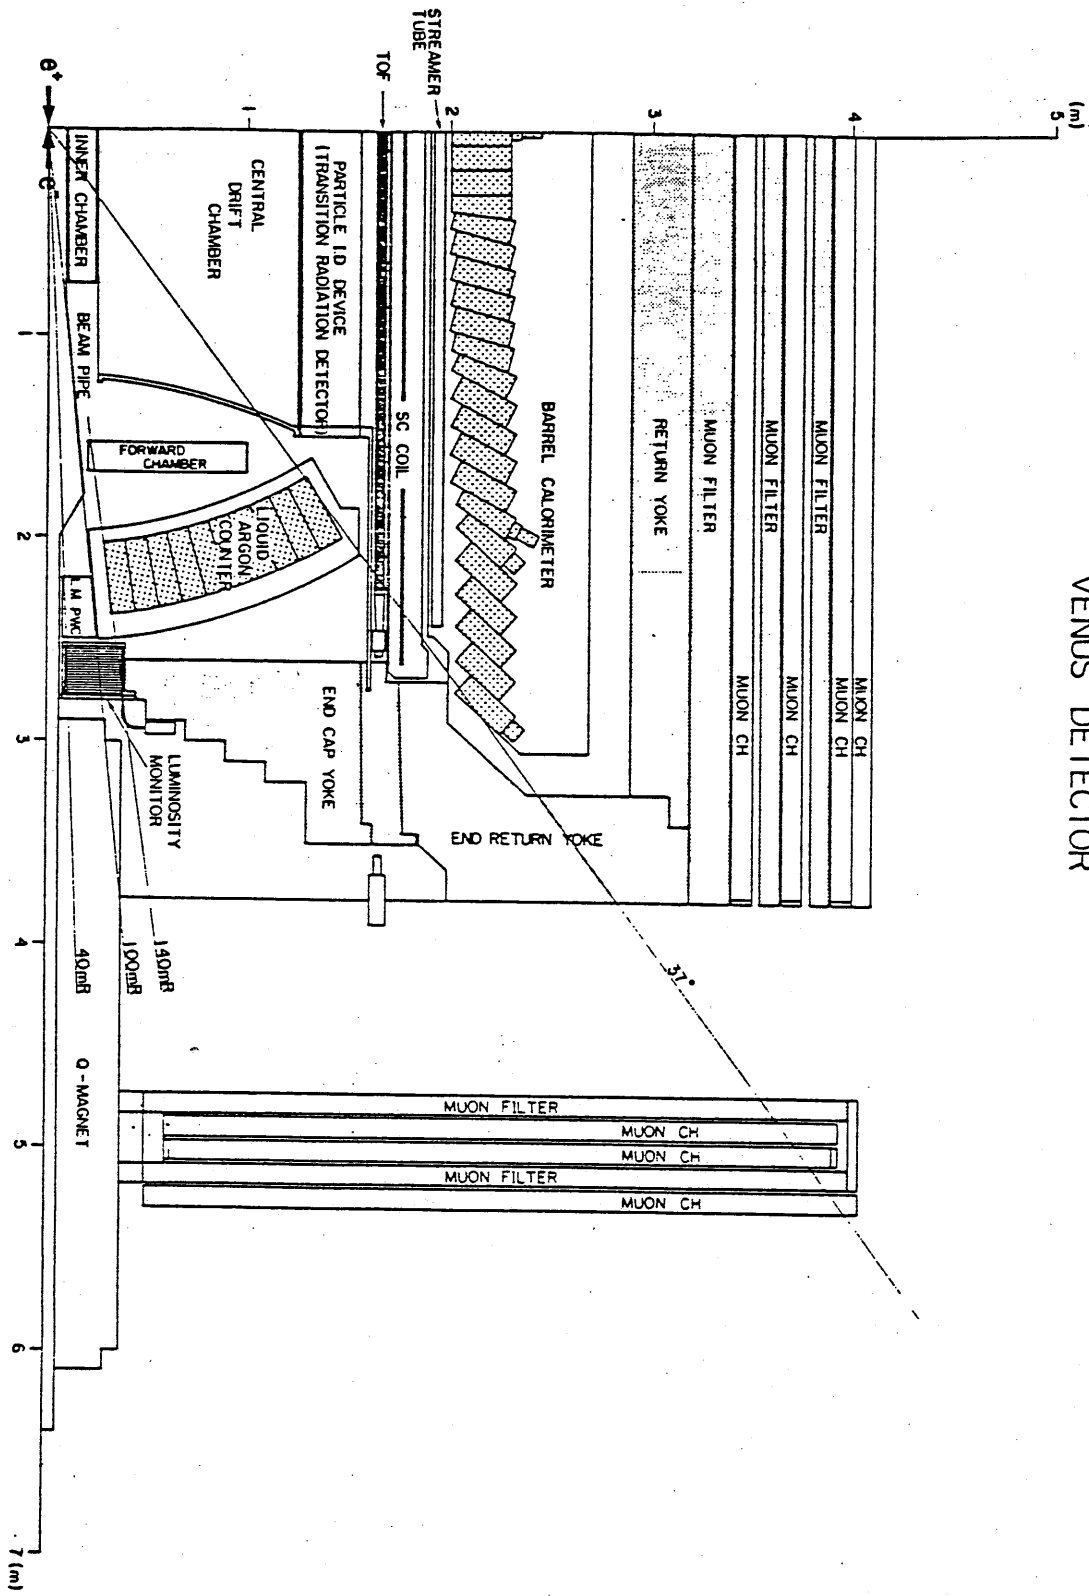 VENUS DETECTOR
(m)
5
4
3
2
1
STREAMER
TUBE
TOF
e+
e-
INNER CHAMBER
BEAM PIPE
CENTRAL
DRIFT
CHAMBER
PARTICLE I.D DEVICE
(TRANSITION RADIATION DETECTOR)
SC COIL
BARREL CALORIMETER
RETURN YOKE
MUON FILTER
MUON FILTER
MUON FILTER
MUON CH
MUON CH
MUON CH
MUON CH
FORWARD
CHAMBER
LIQUID
ARGON
COUNTER
L.M PWC
END CAP YOKE
LUMINOSITY
MONITOR
END RETURN YOKE
37°
140mR
100mR
40mR
Q-MAGNET
MUON FILTER
MUON CH
MUON CH
MUON FILTER
MUON CH
1
2
3
4
5
6
7 (m)